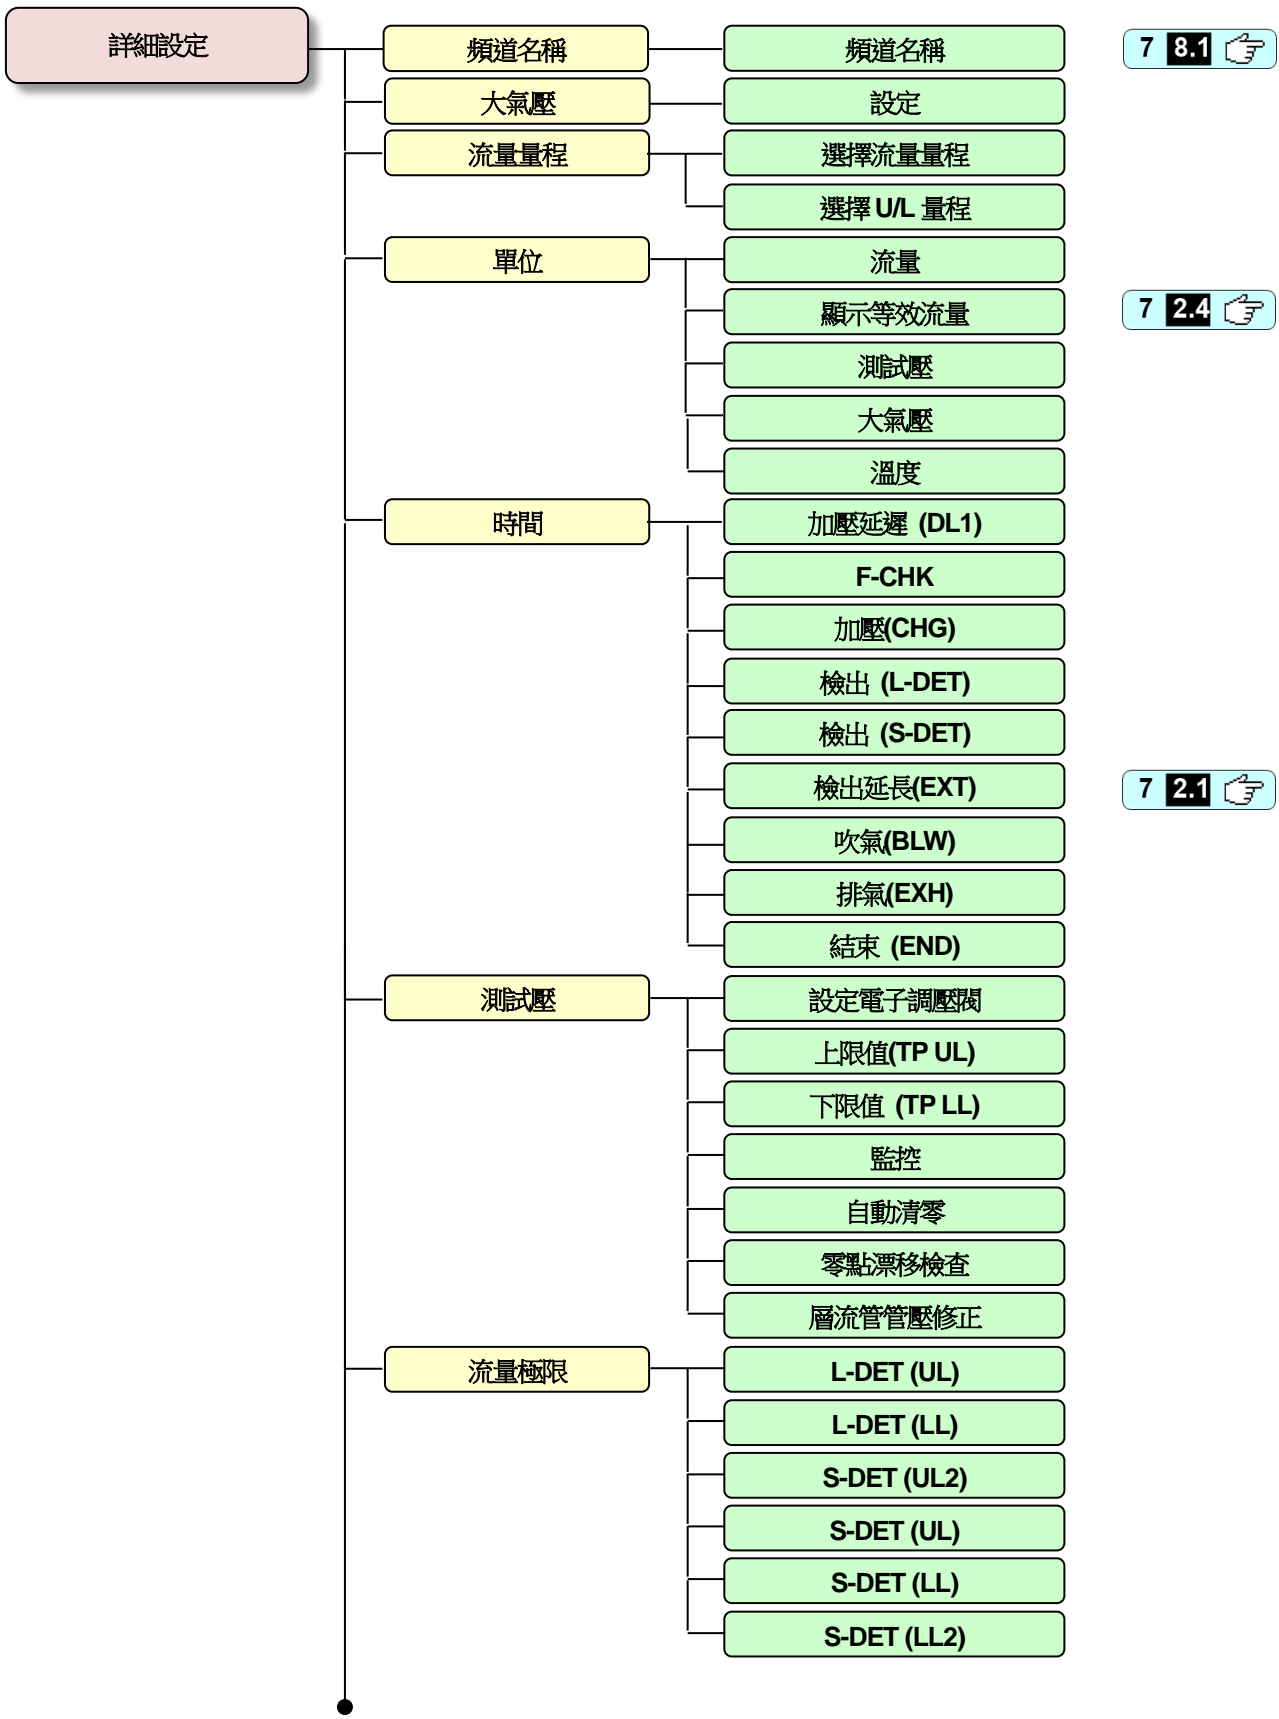 詳細設定
頻道名稱
頻道名稱
7 8.1
大氣壓
設定
流量量程
選擇流量量程
選擇 U/L 量程
單位
流量
顯示等效流量
7 2.4
測試壓
大氣壓
溫度
時間
加壓延遲 (DL1)
F-CHK
加壓(CHG)
檢出 (L-DET)
檢出 (S-DET)
檢出延長(EXT)
7 2.1
吹氣(BLW)
排氣(EXH)
結束 (END)
測試壓
設定電子調壓閥
上限值(TP UL)
下限值 (TP LL)
監控
自動清零
零點漂移檢查
層流管管壓修正
流量極限
L-DET (UL)
L-DET (LL)
S-DET (UL2)
S-DET (UL)
S-DET (LL)
S-DET (LL2)